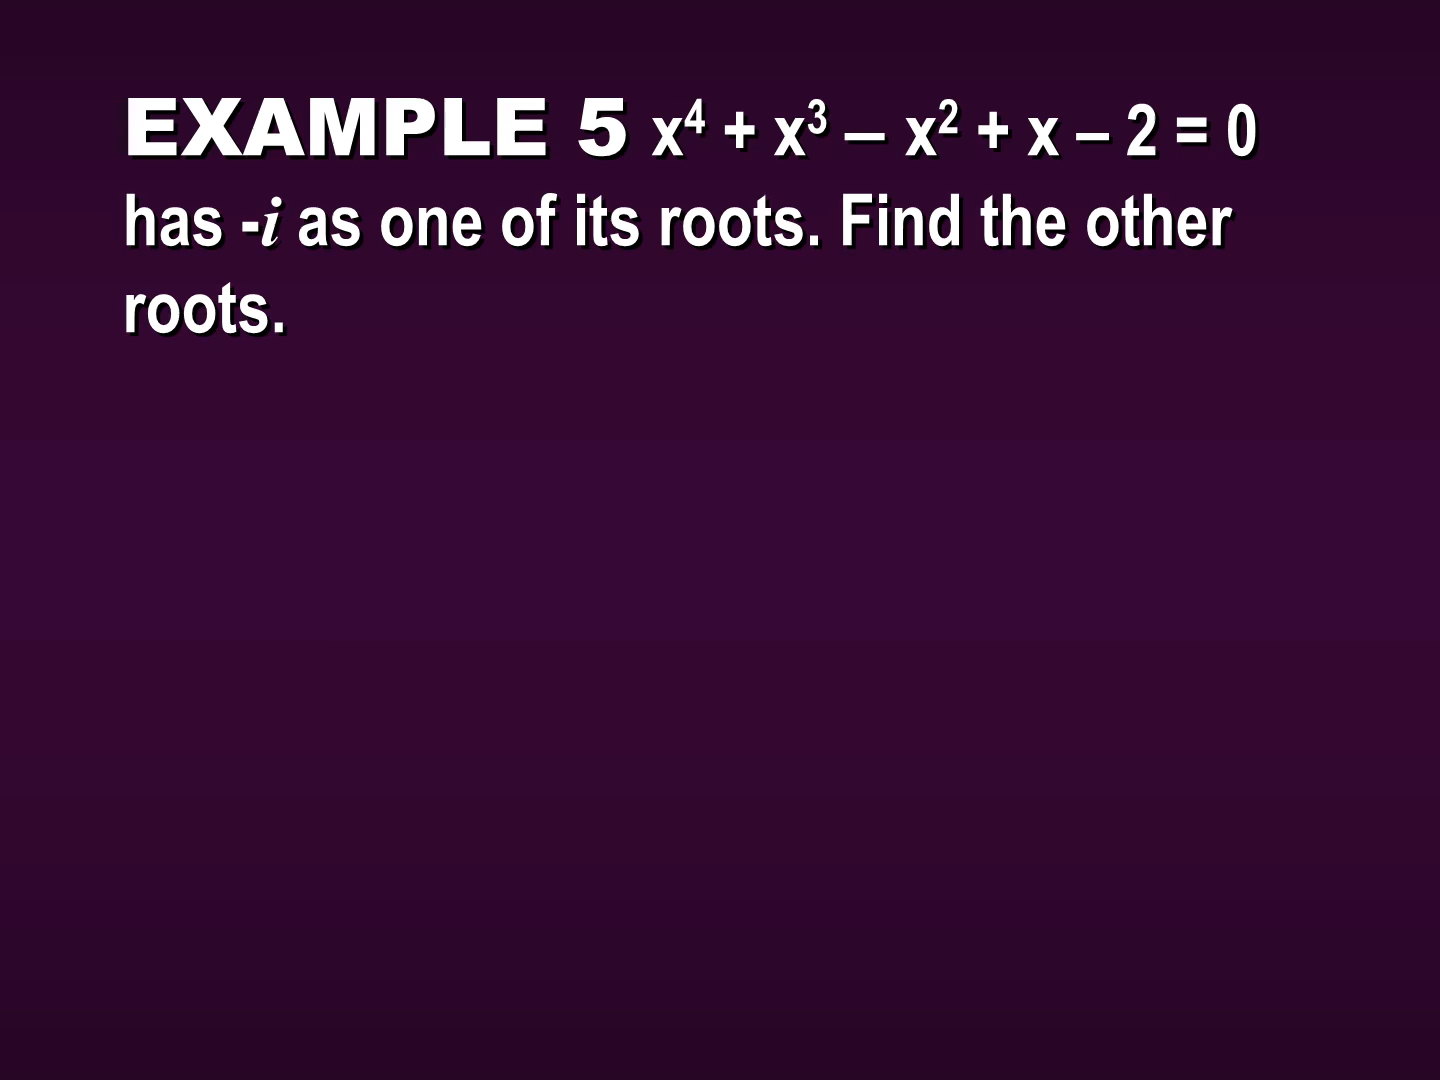 EXAMPLE 5 x⁴ + x³ – x² + x – 2 = 0
has -i as one of its roots. Find the other
roots.